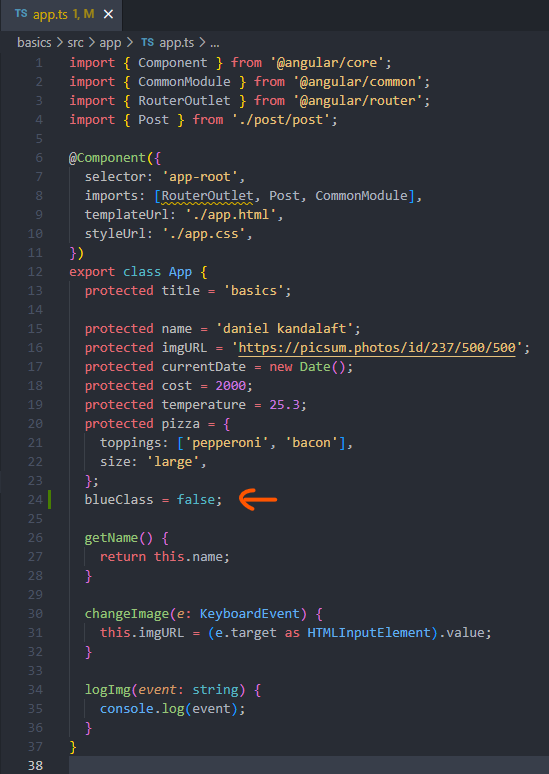 TS app.ts 1, M ×
basics > src > app > TS app.ts > ...
1 import { Component } from '@angular/core';
2 import { CommonModule } from '@angular/common';
3 import { RouterOutlet } from '@angular/router';
4 import { Post } from './post/post';
5
6 @Component({
7   selector: 'app-root',
8   imports: [RouterOutlet, Post, CommonModule],
9   templateUrl: './app.html',
10   styleUrl: './app.css',
11 })
12 export class App {
13   protected title = 'basics';
14
15   protected name = 'daniel kandalaft';
16   protected imgURL = 'https://picsum.photos/id/237/500/500';
17   protected currentDate = new Date();
18   protected cost = 2000;
19   protected temperature = 25.3;
20   protected pizza = {
21     toppings: ['pepperoni', 'bacon'],
22     size: 'large',
23   };
24   blueClass = false;
25
26   getName() {
27     return this.name;
28   }
29
30   changeImage(e: KeyboardEvent) {
31     this.imgURL = (e.target as HTMLInputElement).value;
32   }
33
34   logImg(event: string) {
35     console.log(event);
36   }
37 }
38